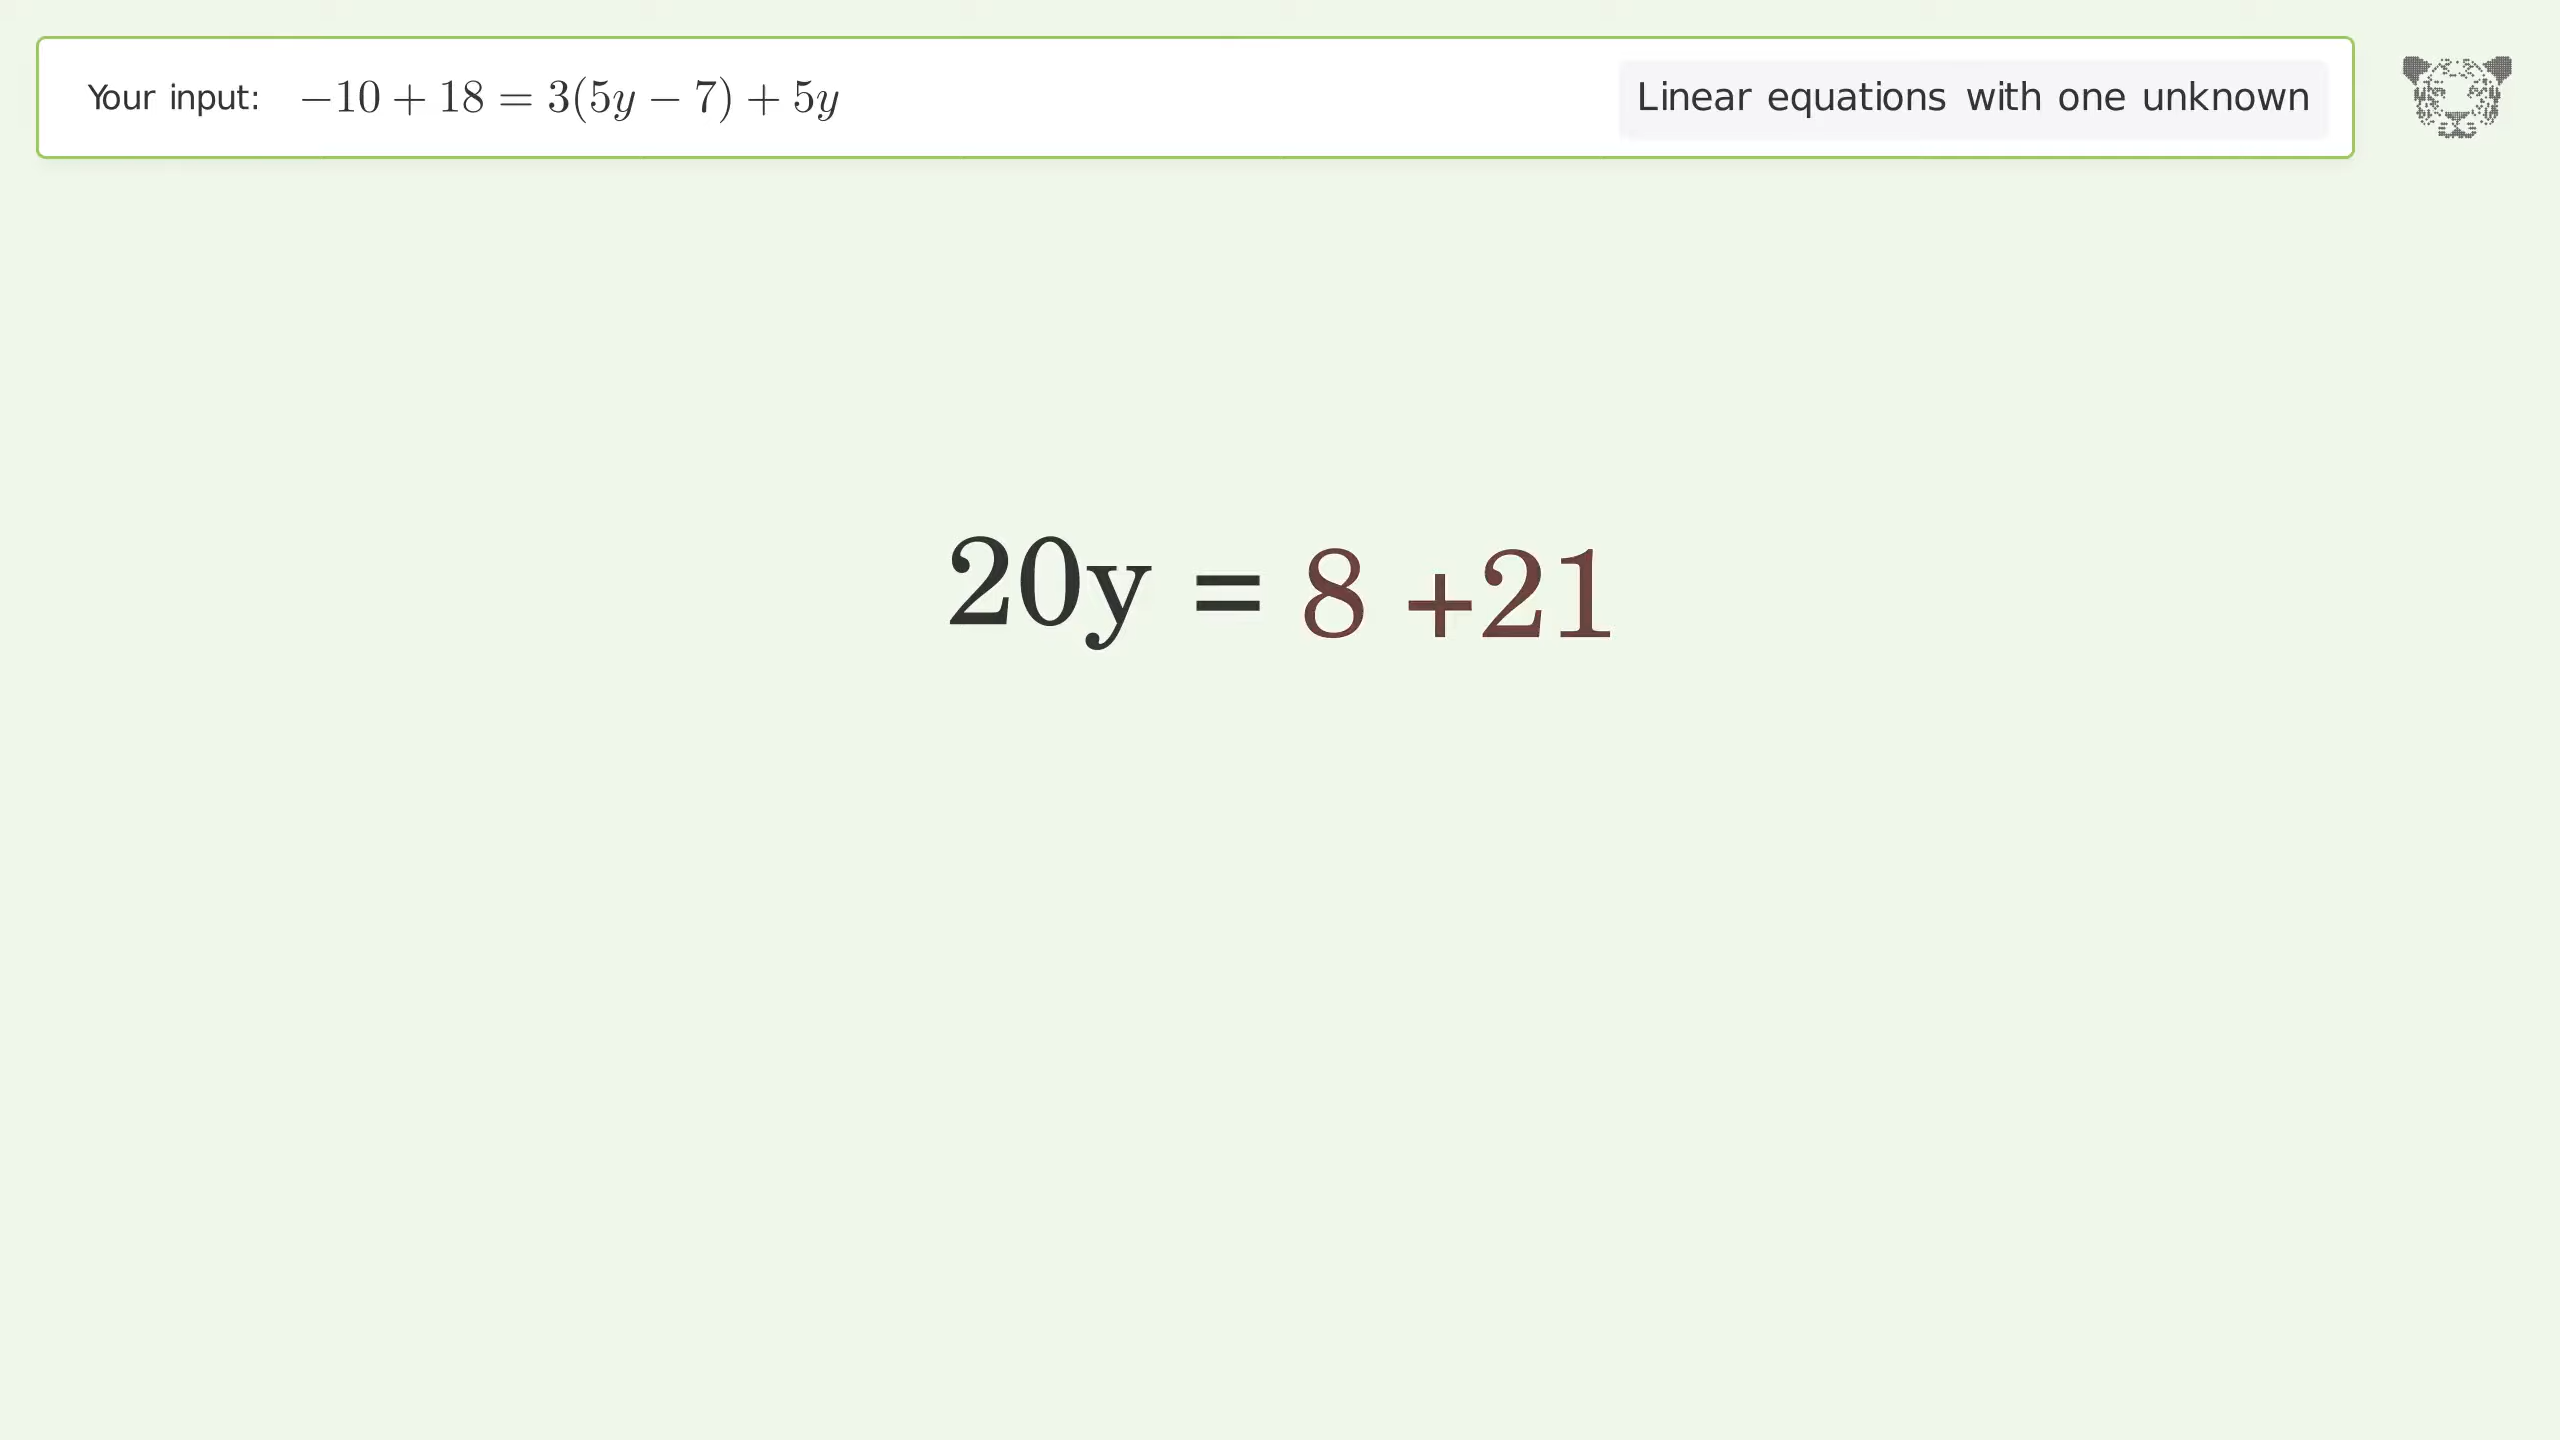 Your input: −10 + 18 = 3(5y − 7) + 5y
Linear equations with one unknown
20y = 8 +21